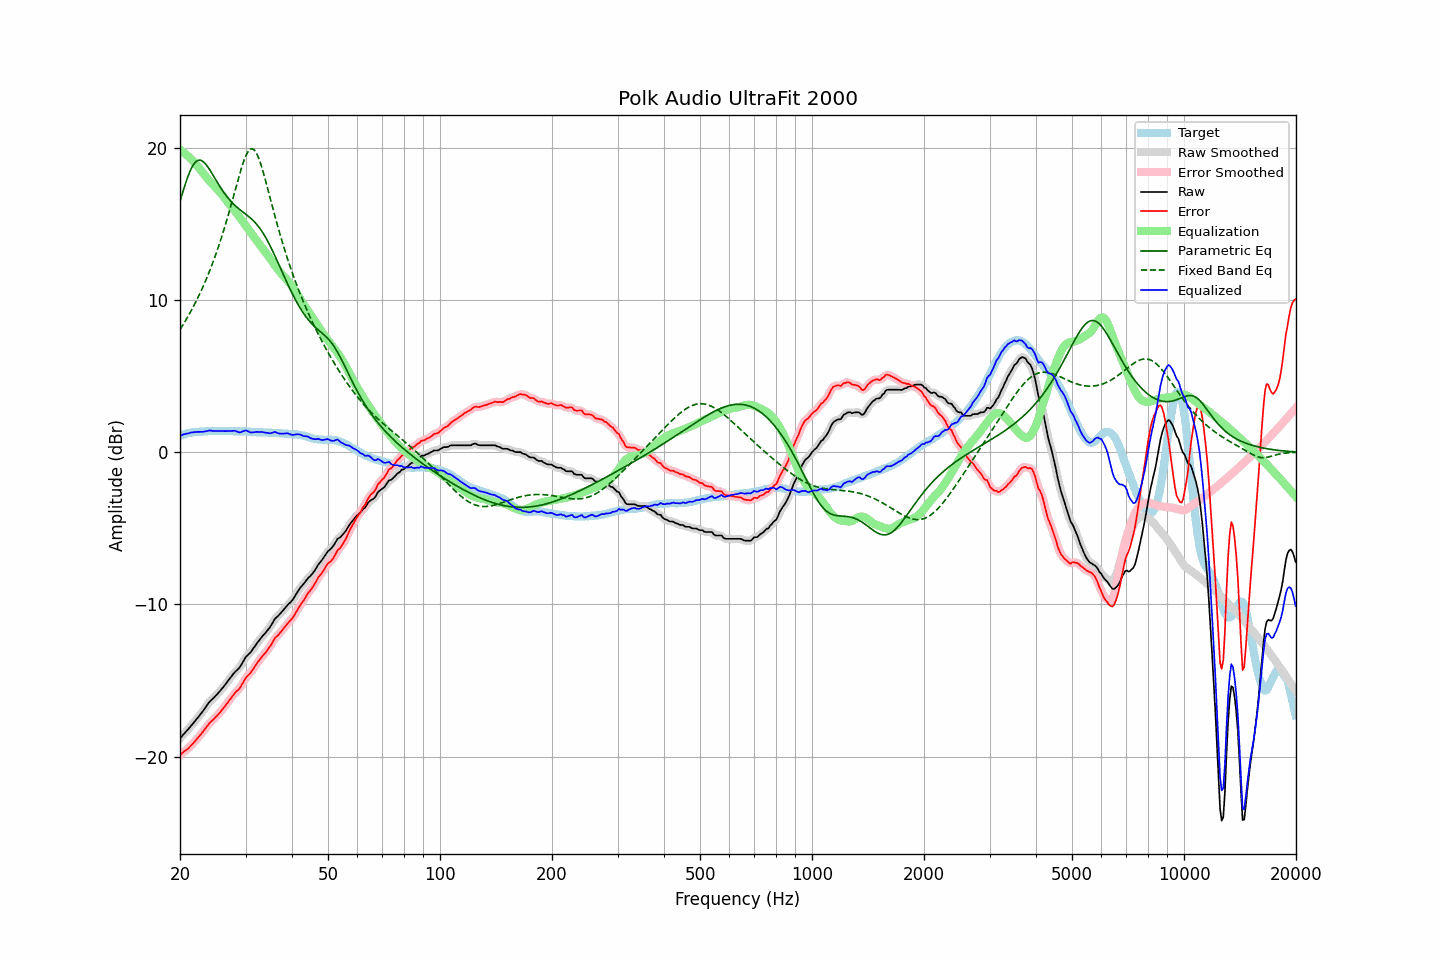 Polk Audio UltraFit 2000
Target
Raw Smoothed
Error Smoothed
Raw
Error
Equalization
Parametric Eq
Fixed Band Eq
Equalized
20
10
0
−10
−20
Amplitude (dBr)
20
50
100
200
500
1000
2000
5000
10000
20000
Frequency (Hz)